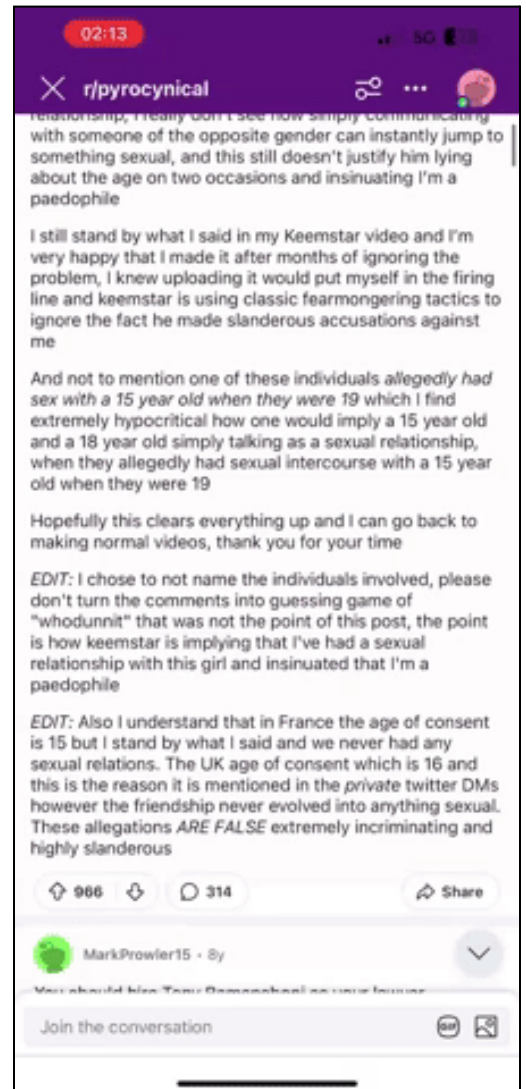 02:13
5G
r/pyrocynical
relationship, I really don't see how simply communicating
with someone of the opposite gender can instantly jump to
something sexual, and this still doesn't justify him lying
about the age on two occasions and insinuating I'm a
paedophile
I still stand by what I said in my Keemstar video and I'm
very happy that I made it after months of ignoring the
problem, I knew uploading it would put myself in the firing
line and keemstar is using classic fearmongering tactics to
ignore the fact he made slanderous accusations against
me
And not to mention one of these individuals allegedly had
sex with a 15 year old when they were 19 which I find
extremely hypocritical how one would imply a 15 year old
and a 18 year old simply talking as a sexual relationship,
when they allegedly had sexual intercourse with a 15 year
old when they were 19
Hopefully this clears everything up and I can go back to
making normal videos, thank you for your time
EDIT: I chose to not name the individuals involved, please
don't turn the comments into guessing game of
"whodunnit" that was not the point of this post, the point
is how keemstar is implying that I've had a sexual
relationship with this girl and insinuated that I'm a
paedophile
EDIT: Also I understand that in France the age of consent
is 15 but I stand by what I said and we never had any
sexual relations. The UK age of consent which is 16 and
this is the reason it is mentioned in the private twitter DMs
however the friendship never evolved into anything sexual.
These allegations ARE FALSE extremely incriminating and
highly slanderous
966 314 Share
MarkProwler15 • 8y
You should hire Tony as your lawyer
Join the conversation GIF